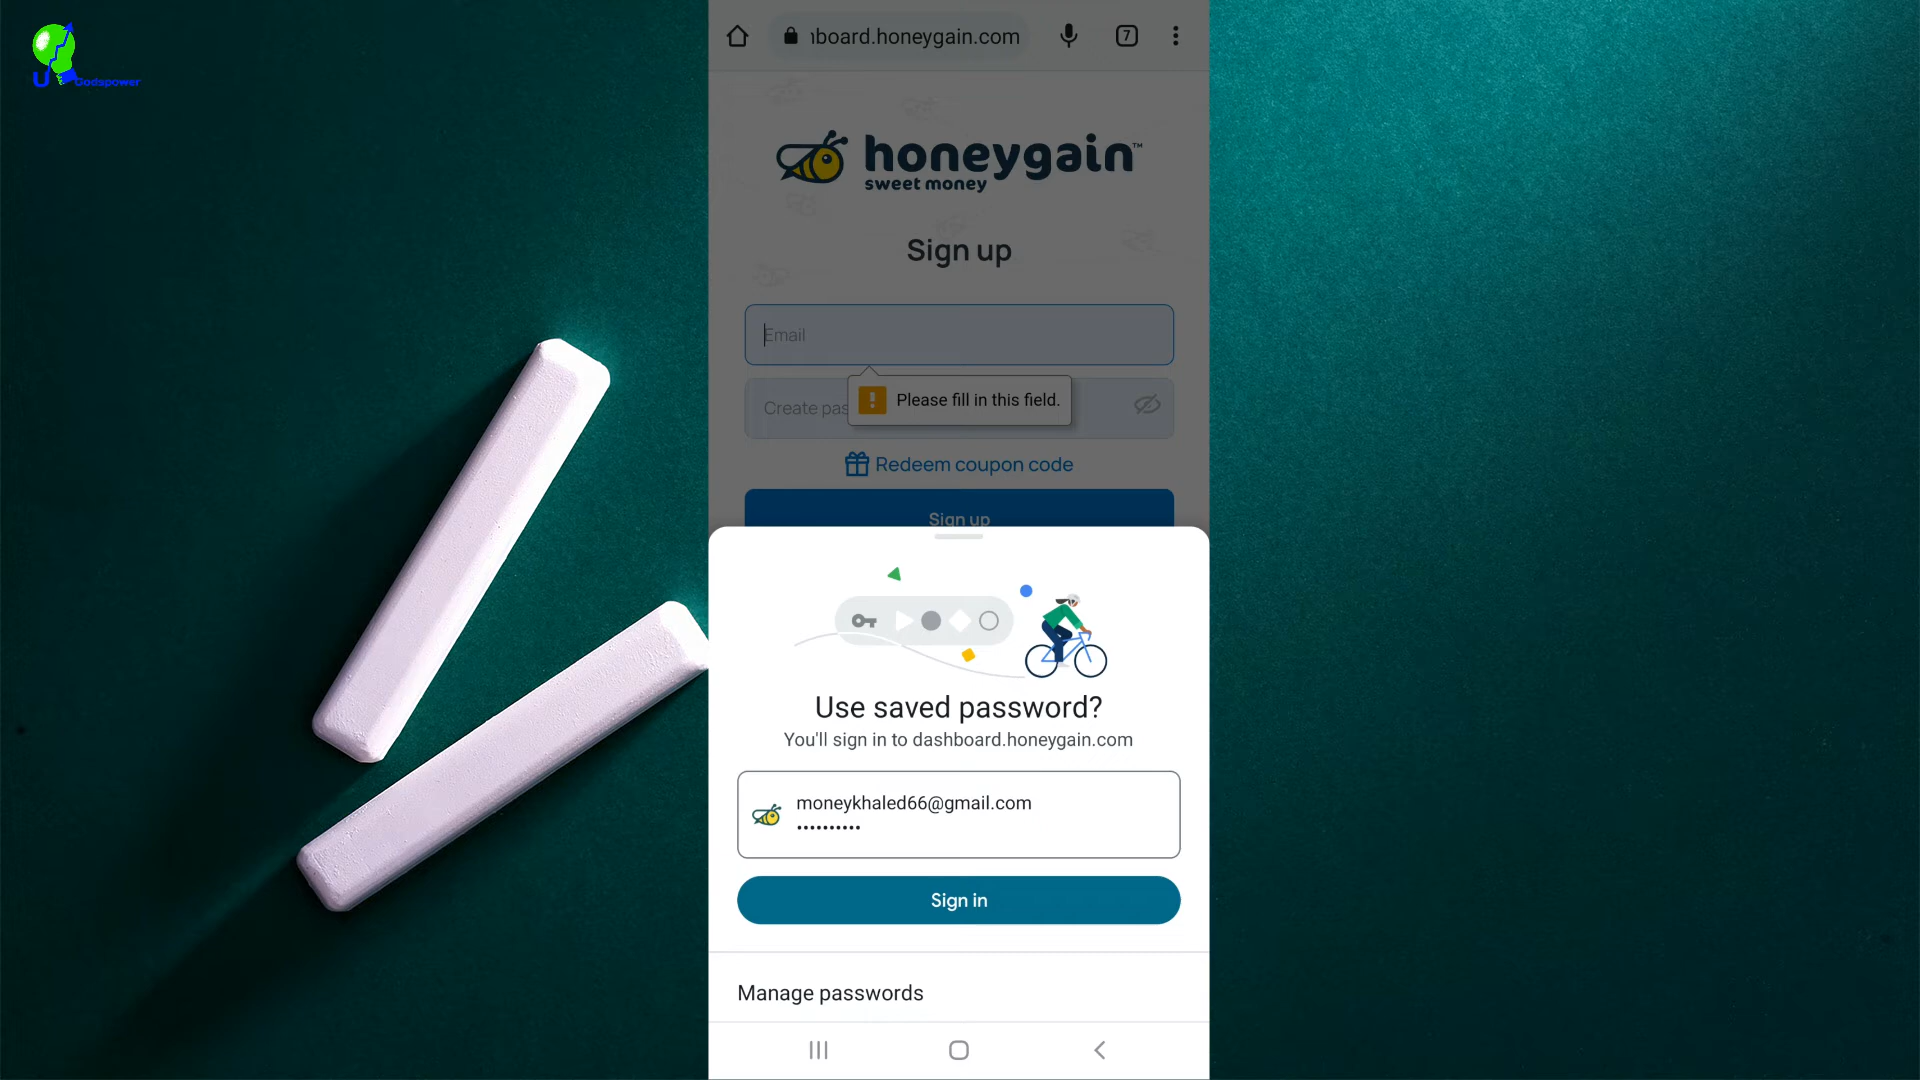 U
Godspower
ıboard.honeygain.com
7
honeygain™
sweet money
Sign up
Email
Please fill in this field.
Create pas
Redeem coupon code
Sign up
Use saved password?
You'll sign in to dashboard.honeygain.com
moneykhaled66@gmail.com
••••••••••
Sign in
Manage passwords